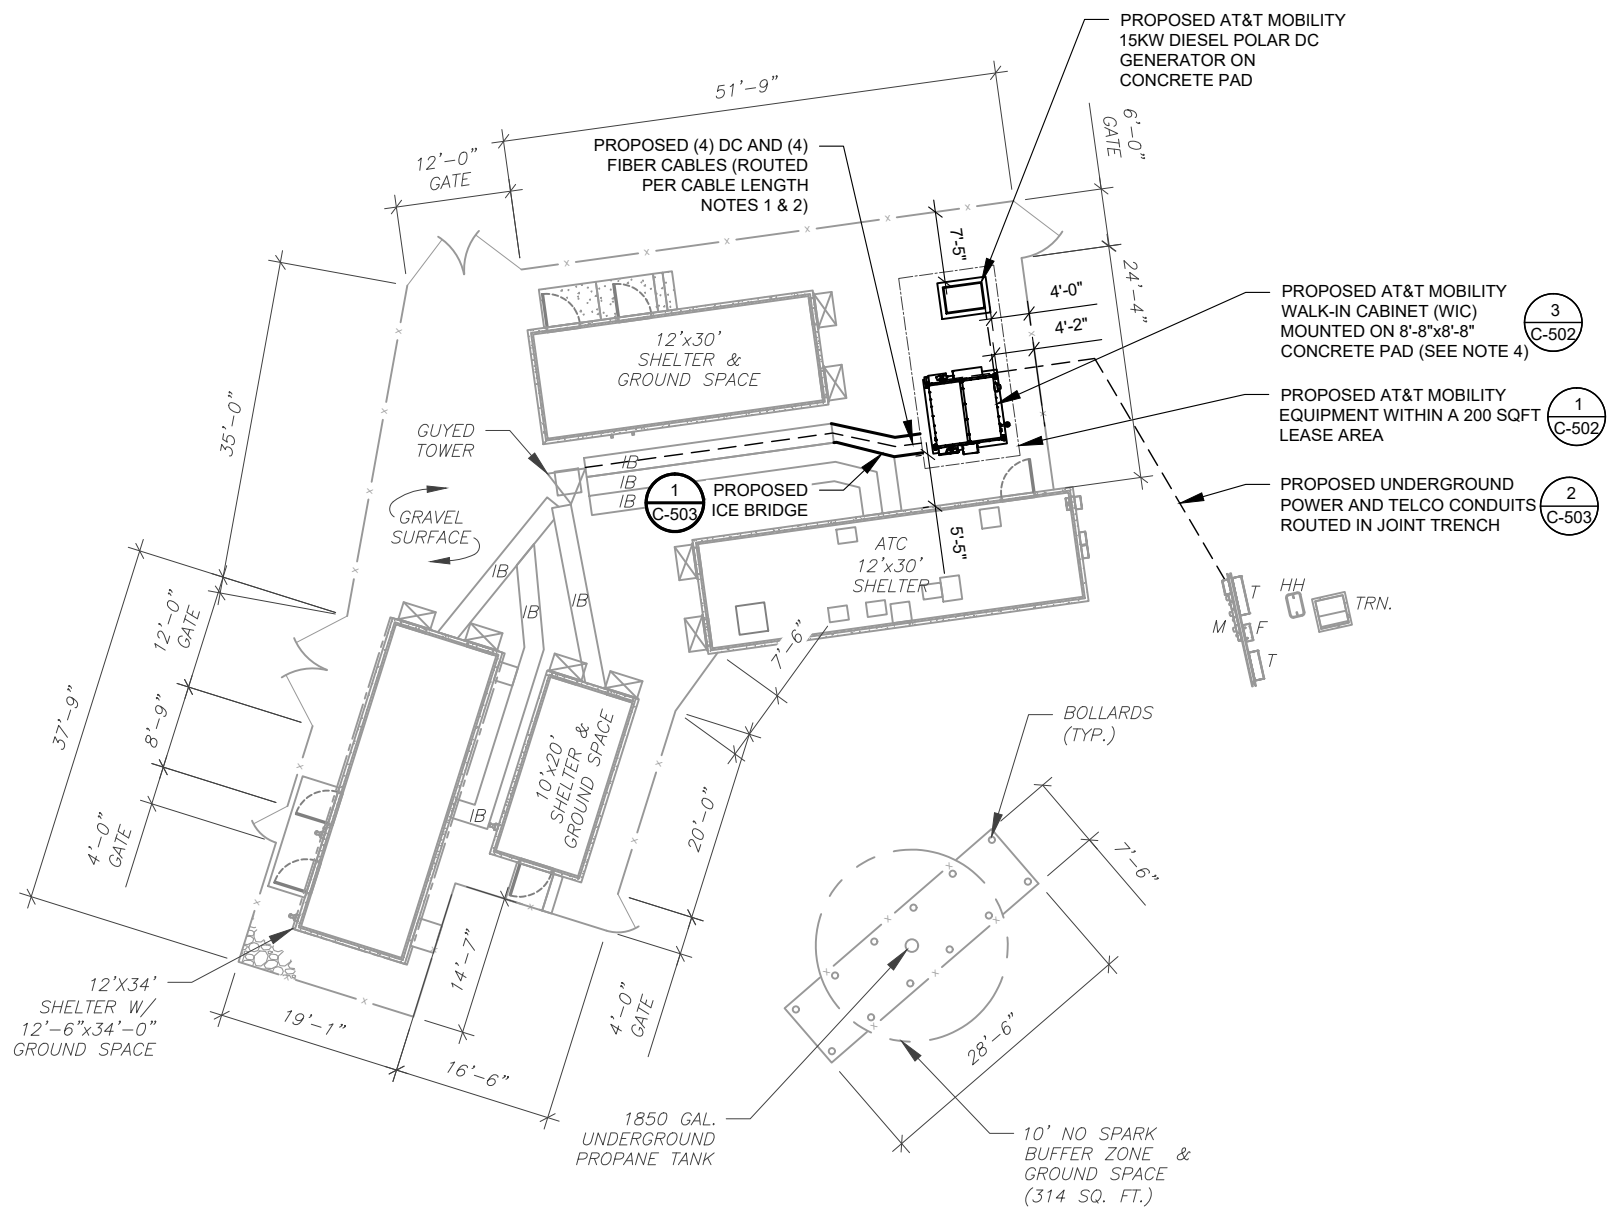 PROPOSED AT&T MOBILITY
15KW DIESEL POLAR DC
GENERATOR ON
CONCRETE PAD
51'-9"
6'-0"
GATE
12'-0"
GATE
PROPOSED (4) DC AND (4)
FIBER CABLES (ROUTED
PER CABLE LENGTH
NOTES 1 & 2)
7'-5"
24'-4"
4'-0"
4'-2"
PROPOSED AT&T MOBILITY
WALK-IN CABINET (WIC)
MOUNTED ON 8'-8"x8'-8"
CONCRETE PAD (SEE NOTE 4)
3
C-502
12'x30'
SHELTER &
GROUND SPACE
PROPOSED AT&T MOBILITY
EQUIPMENT WITHIN A 200 SQFT
LEASE AREA
1
C-502
35'-0"
GUYED
TOWER
IB
IB
IB
1
C-503
PROPOSED
ICE BRIDGE
PROPOSED UNDERGROUND
POWER AND TELCO CONDUITS
ROUTED IN JOINT TRENCH
2
C-503
GRAVEL
SURFACE
5'-5"
ATC
12'x30'
SHELTER
IB
IB
IB
T
HH
TRN.
M
F
T
12'-0"
GATE
7'-6"
37'-9"
8'-9"
10'x20'
SHELTER &
GROUND SPACE
BOLLARDS
(TYP.)
IB
20'-0"
4'-0"
GATE
7'-6"
14'-7"
12'X34'
SHELTER W/
12'-6"x34'-0"
GROUND SPACE
19'-1"
4'-0"
GATE
28'-6"
16'-6"
1850 GAL.
UNDERGROUND
PROPANE TANK
10' NO SPARK
BUFFER ZONE &
GROUND SPACE
(314 SQ. FT.)